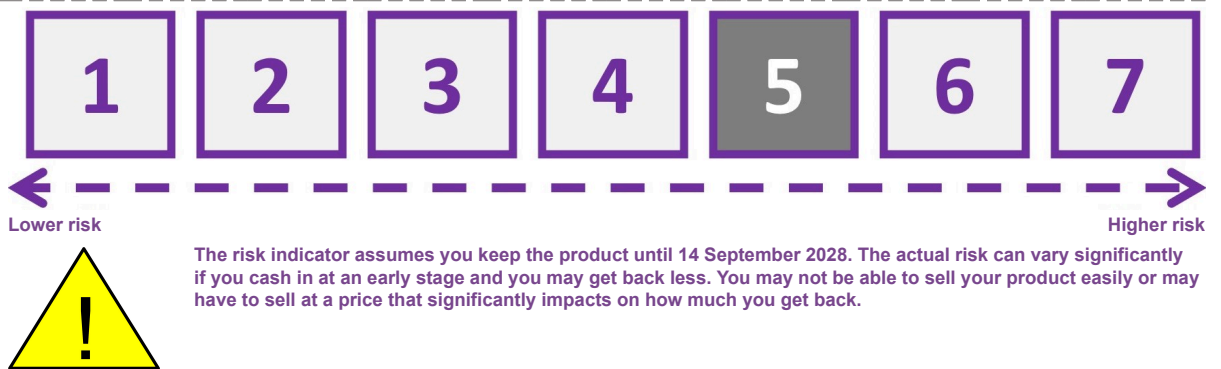 1 2 3 4 5 6 7
Lower risk Higher risk
The risk indicator assumes you keep the product until 14 September 2028. The actual risk can vary significantly
if you cash in at an early stage and you may get back less. You may not be able to sell your product easily or may
have to sell at a price that significantly impacts on how much you get back.
!